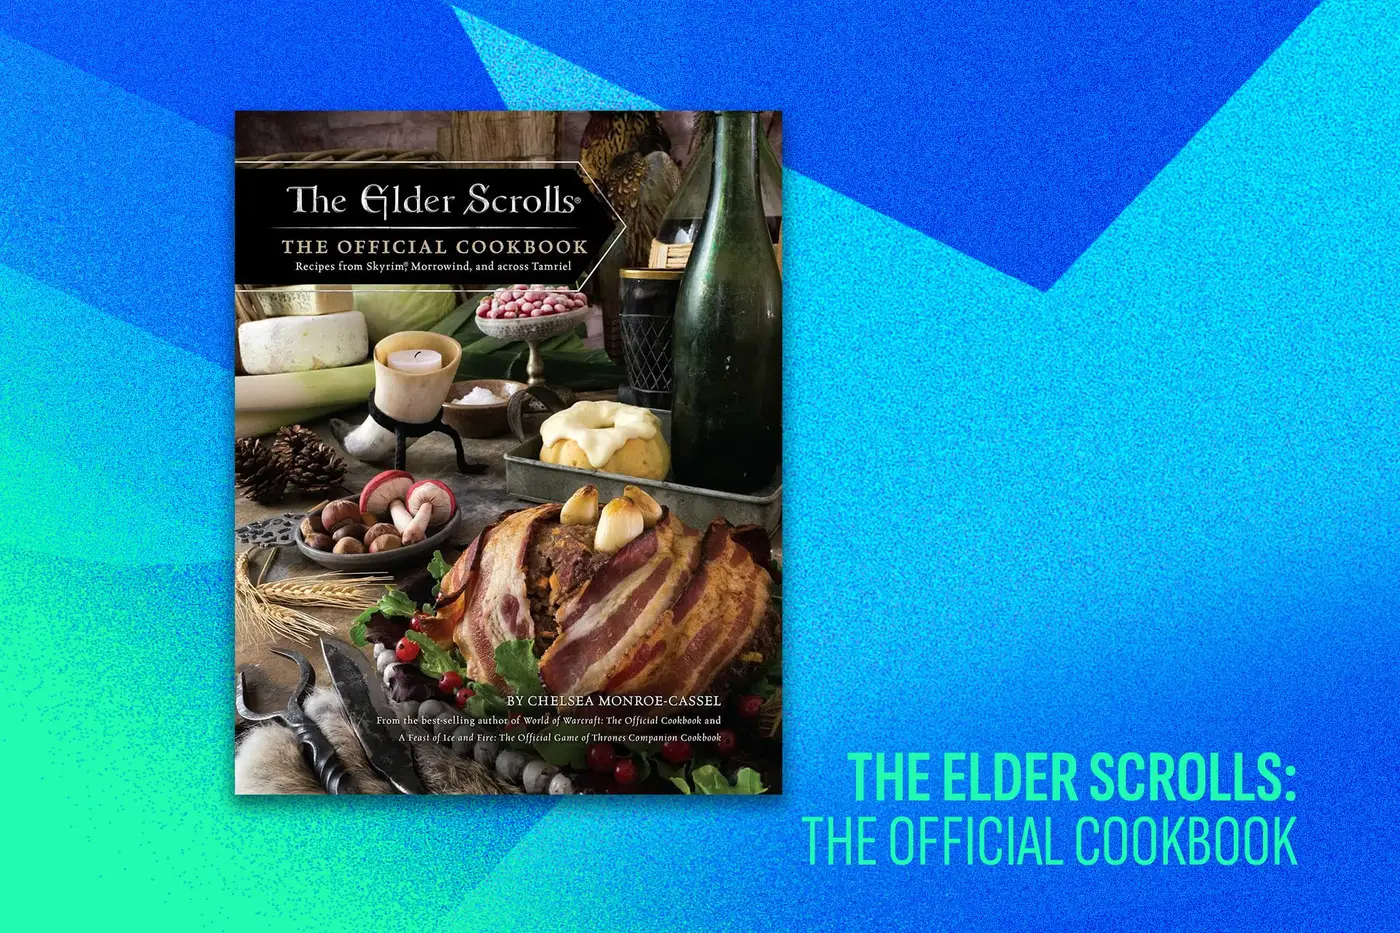 The Elder Scrolls®
THE OFFICIAL COOKBOOK
Recipes from Skyrim®, Morrowind, and across Tamriel
BY CHELSEA MONROE-CASSEL
From the best-selling author of World of Warcraft: The Official Cookbook and
A Feast of Ice and Fire: The Official Game of Thrones Companion Cookbook
THE ELDER SCROLLS:
THE OFFICIAL COOKBOOK